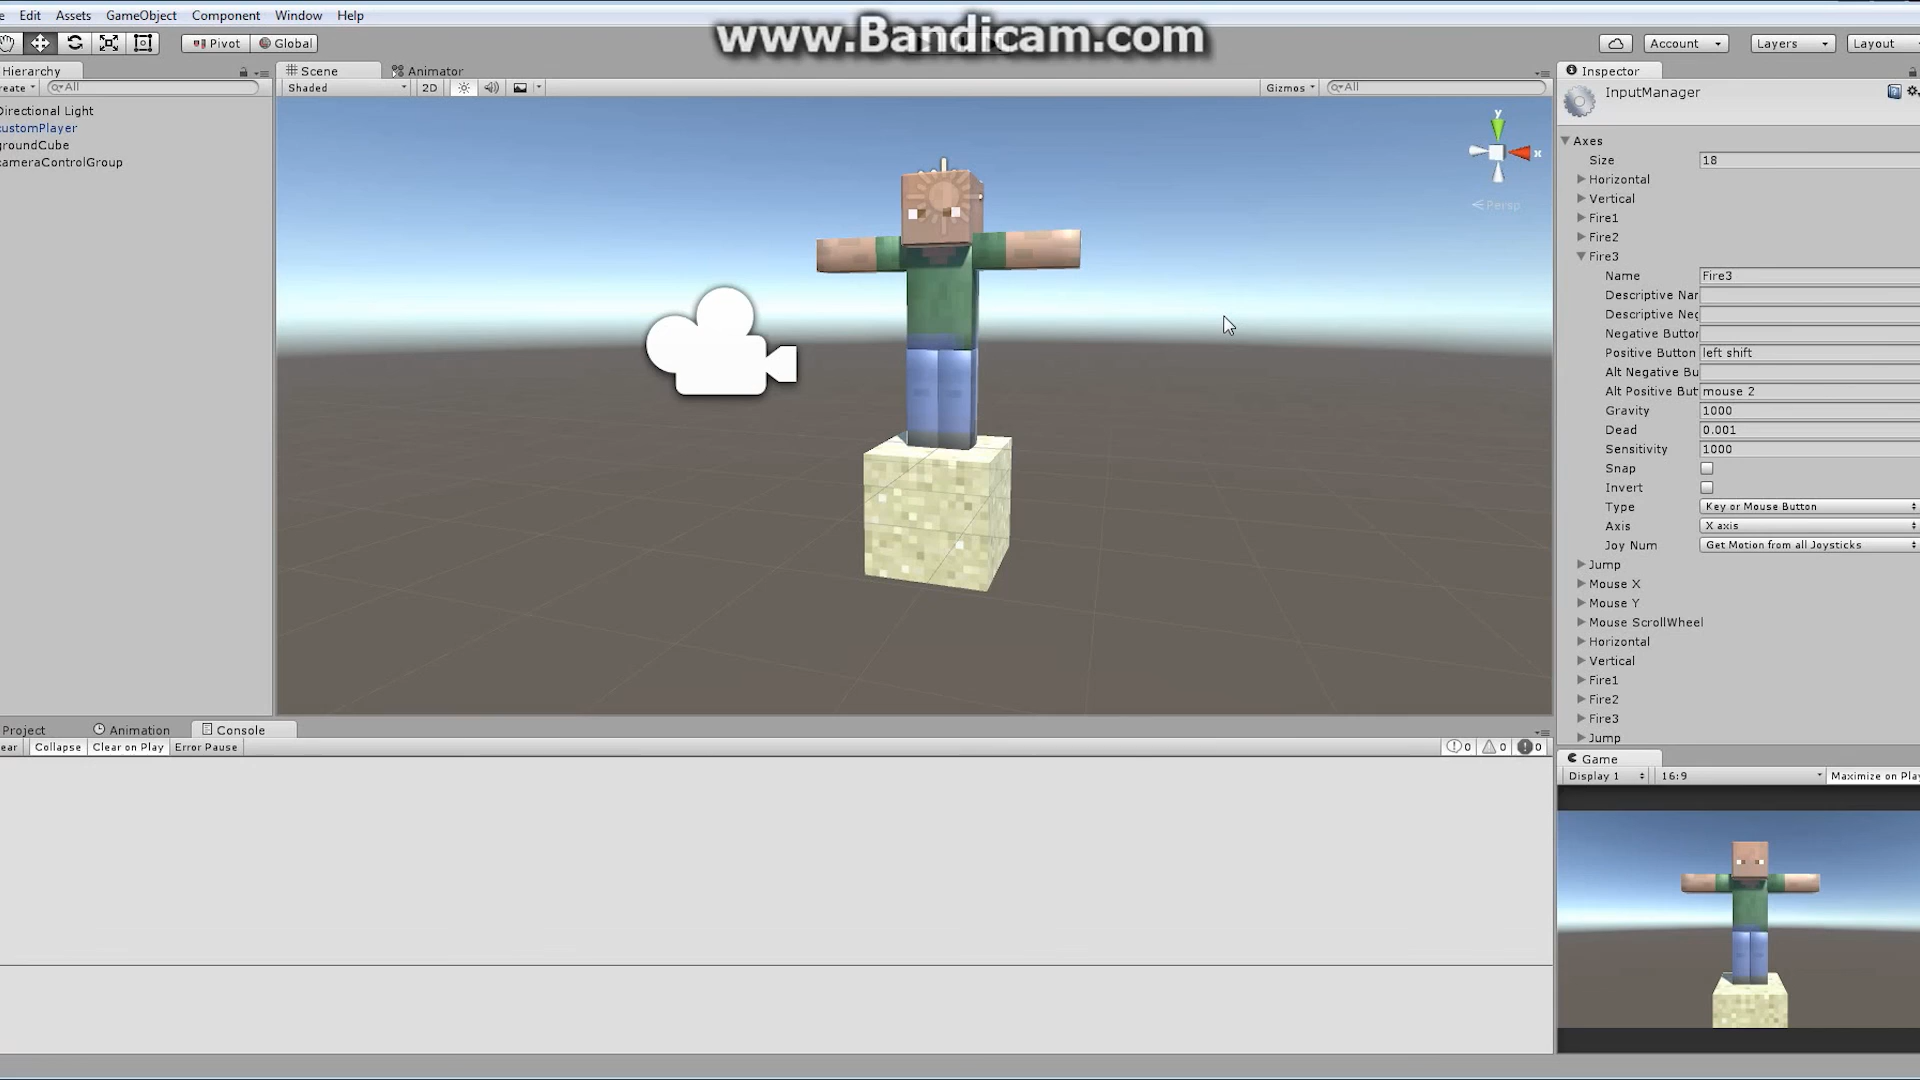 Edit Assets GameObject Component Window Help
www.Bandicam.com
Pivot Global
Account Layers Layout
Hierarchy
All
Directional Light
customPlayer
groundCube
cameraControlGroup
Scene Animator
Shaded 2D Gizmos All
y
x
Persp
Inspector
InputManager
Axes
Size 18
Horizontal
Vertical
Fire1
Fire2
Fire3
Name Fire3
Descriptive Nar
Descriptive Neg
Negative Button
Positive Button left shift
Alt Negative Bu
Alt Positive But mouse 2
Gravity 1000
Dead 0.001
Sensitivity 1000
Snap
Invert
Type Key or Mouse Button
Axis X axis
Joy Num Get Motion from all Joysticks
Jump
Mouse X
Mouse Y
Mouse ScrollWheel
Horizontal
Vertical
Fire1
Fire2
Fire3
Jump
Project Animation Console
ear Collapse Clear on Play Error Pause 0 0 0
Game
Display 1 16:9 Maximize on Play